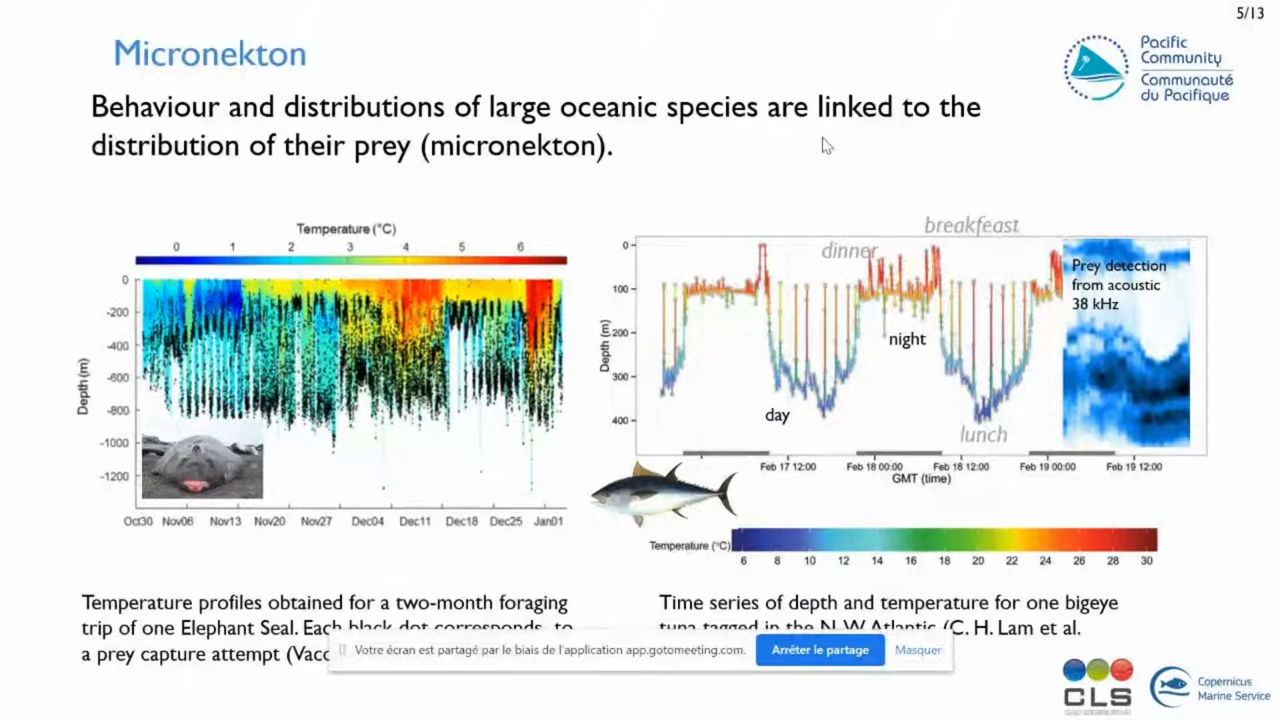 5/13
Micronekton
Pacific
Community
Communauté
du Pacifique
Behaviour and distributions of large oceanic species are linked to the
distribution of their prey (micronekton).
Temperature (°C)
0 1 2 3 4 5 6
0
-200
-400
-600
-800
-1000
-1200
Depth (m)
Oct30 Nov06 Nov13 Nov20 Nov27 Dec04 Dec11 Dec18 Dec25 Jan01
breakfeast
dinner
Prey detection
from acoustic
38 kHz
0
100
200
300
400
Depth (m)
night
day
lunch
Feb 17 12:00 Feb 18 00:00 Feb 18 12:00 Feb 19 00:00 Feb 19 12:00
GMT (time)
Temperature (°C)
6 8 10 12 14 16 18 20 22 24 26 28 30
Temperature profiles obtained for a two-month foraging
trip of one Elephant Seal. Each black dot corresponds to
a prey capture attempt
Time series of depth and temperature for one bigeye
tuna tagged in the N.W. Atlantic (C. H. Lam et al.
Votre écran est partagé par le biais de l'application app.gotomeeting.com.
Arrêter le partage
Masquer
CLS
Copernicus
Marine Service